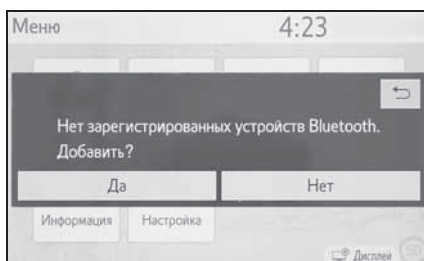 Меню 4:23
Нет зарегистрированных устройств Bluetooth.
Добавить?
Да Нет
Информация Настройка
Дисплей